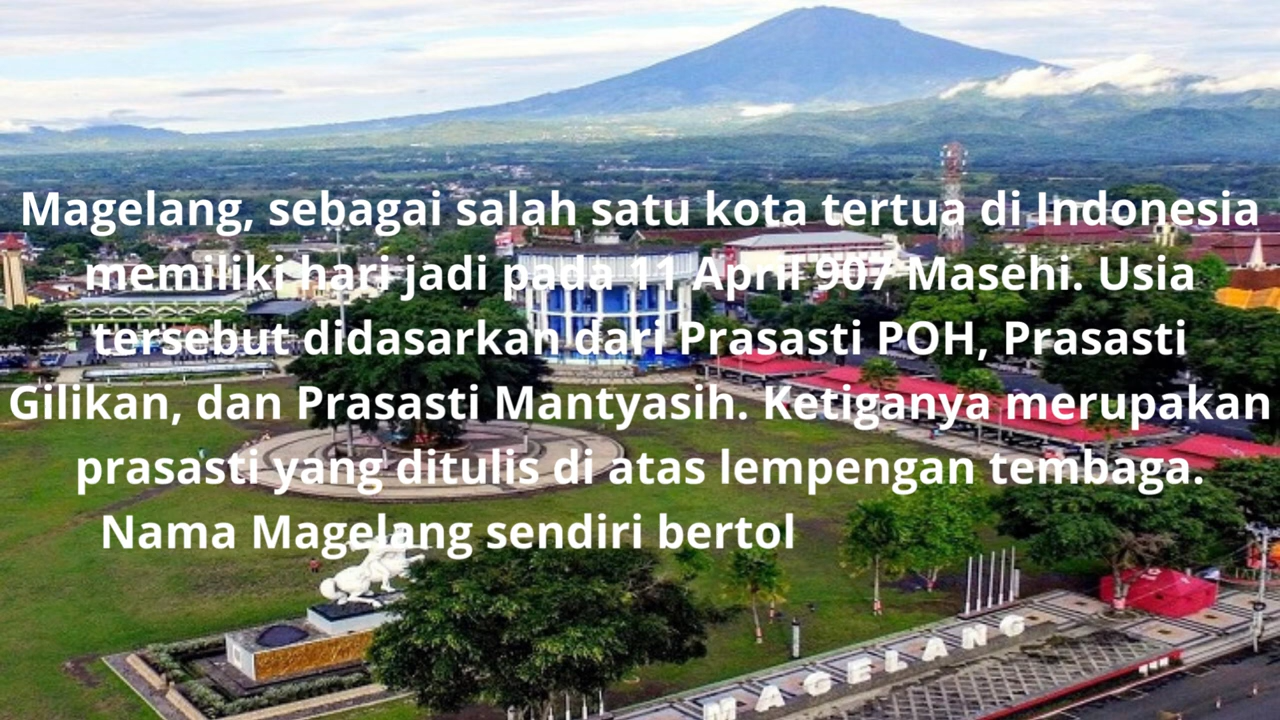 Magelang, sebagai salah satu kota tertua di Indonesia
memiliki hari jadi pada 11 April 907 Masehi. Usia
tersebut didasarkan dari Prasasti POH, Prasasti
Gilikan, dan Prasasti Mantyasih. Ketiganya merupakan
prasasti yang ditulis di atas lempengan tembaga.
Nama Magelang sendiri bertol
MAGELANG